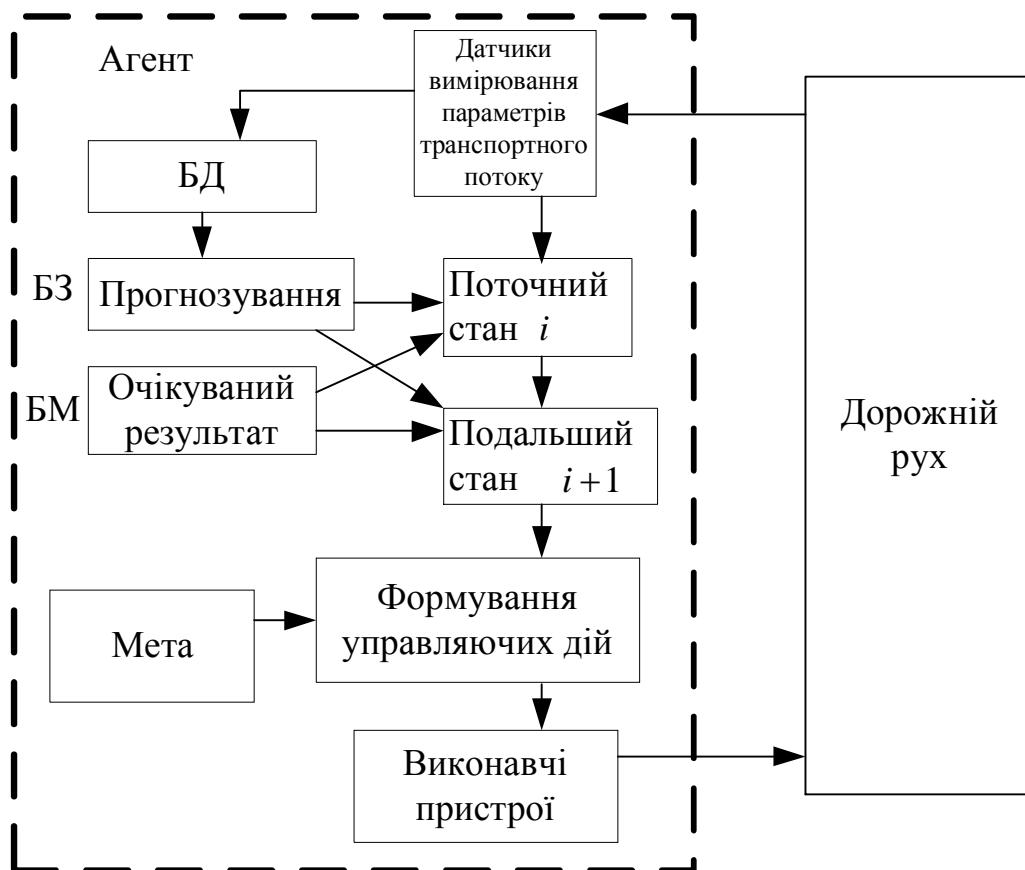 Агент
Датчики
вимірювання
параметрів
транспортного
потоку
БД
БЗ
Прогнозування
Поточний
стан i
БМ
Очікуваний
результат
Подальший
стан i+1
Дорожній
рух
Мета
Формування
управляючих дій
Виконавчі
пристрої